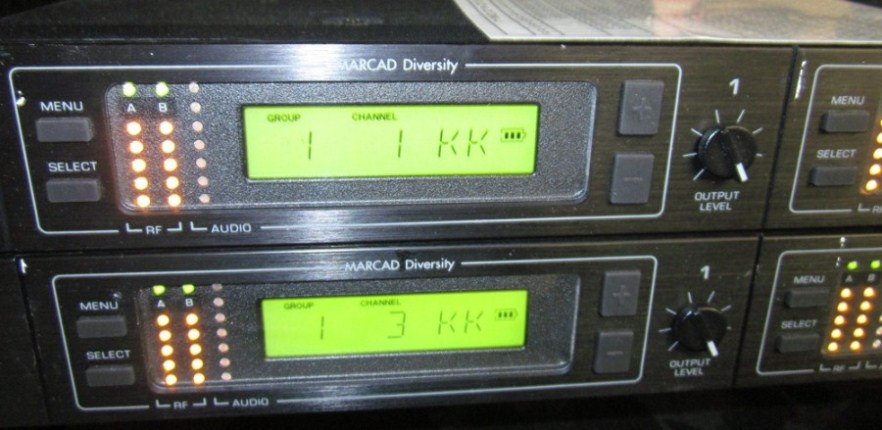 MARCAD Diversity
MENU
SELECT
A B
RF
AUDIO
GROUP CHANNEL
1 1 KK
1
OUTPUT
LEVEL
MENU
SELECT
MARCAD Diversity
MENU
SELECT
A B
RF
AUDIO
GROUP CHANNEL
1 3 KK
1
OUTPUT
LEVEL
MENU
SELECT
A B
RF